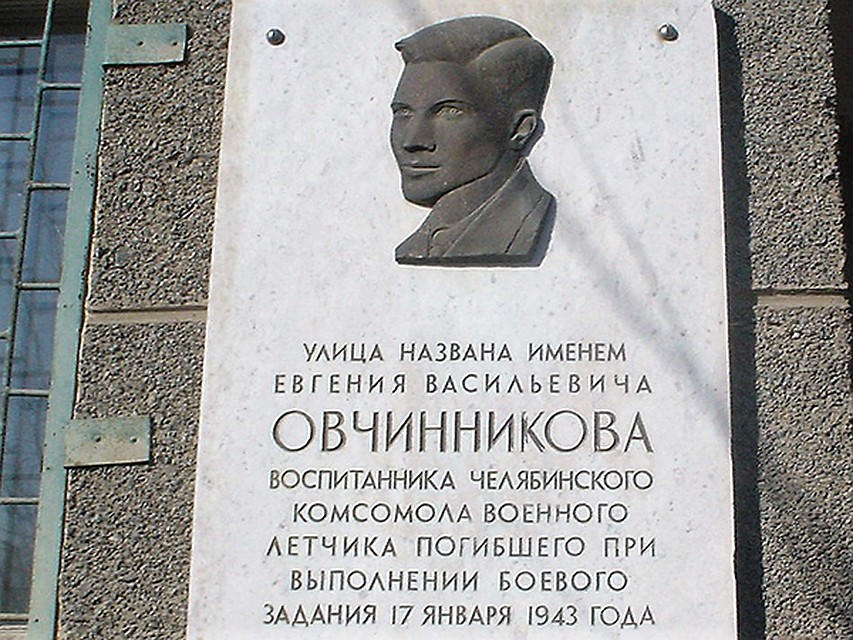 УЛИЦА НАЗВАНА ИМЕНЕМ
ЕВГЕНИЯ ВАСИЛЬЕВИЧА
ОВЧИННИКОВА
ВОСПИТАННИКА ЧЕЛЯБИНСКОГО
КОМСОМОЛА ВОЕННОГО
ЛЕТЧИКА ПОГИБШЕГО ПРИ
ВЫПОЛНЕНИИ БОЕВОГО
ЗАДАНИЯ 17 ЯНВАРЯ 1943 ГОДА